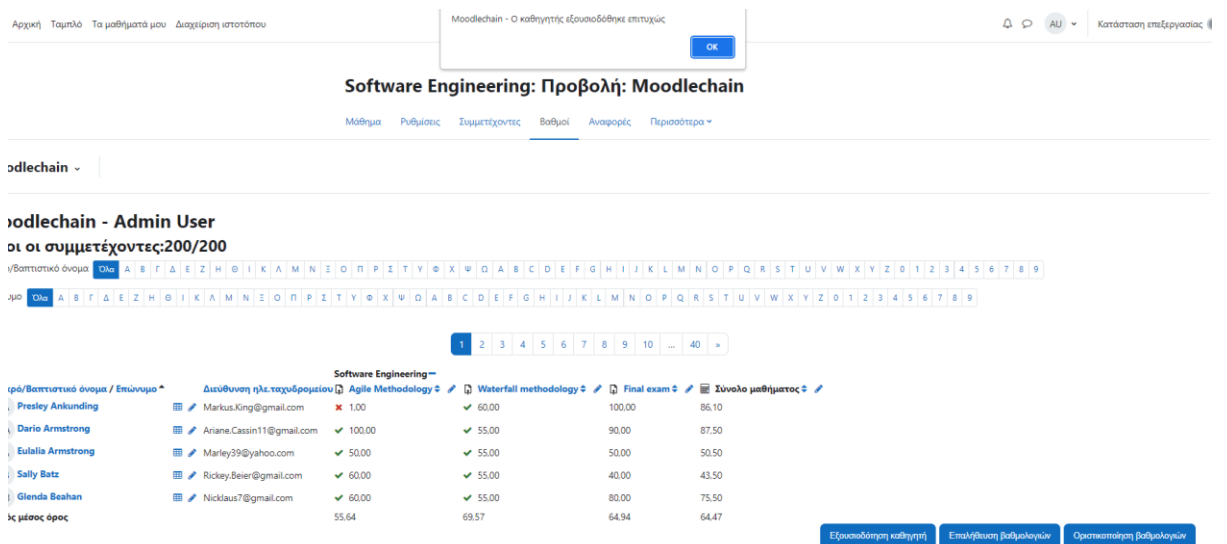 Moodlechain - Ο καθηγητής εξουσιοδόθηκε επιτυχώς
OK
Αρχική Ταμπλό Τα μαθήματά μου Διαχείριση ιστοτόπου
AU Κατάσταση επεξεργασίας
Software Engineering: Προβολή: Moodlechain
Μάθημα Ρυθμίσεις Συμμετέχοντες Βαθμοί Αναφορές Περισσότερα
odlechain
oodlechain - Admin User
οι οι συμμετέχοντες:200/200
ο/Βαπτιστικό όνομα Όλα Α Β Γ Δ Ε Ζ Η Θ Ι Κ Λ Μ Ν Ξ Ο Π Ρ Σ Τ Υ Φ Χ Ψ Ω A B C D E F G H I J K L M N O P Q R S T U V W X Y Z 0 1 2 3 4 5 6 7 8 9
υμο Όλα Α Β Γ Δ Ε Ζ Η Θ Ι Κ Λ Μ Ν Ξ Ο Π Ρ Σ Τ Υ Φ Χ Ψ Ω A B C D E F G H I J K L M N O P Q R S T U V W X Y Z 0 1 2 3 4 5 6 7 8 9
1 2 3 4 5 6 7 8 9 10 ... 40 »
Software Engineering
κρό/Βαπτιστικό όνομα / Επώνυμο Διεύθυνση ηλε.ταχυδρομείου Agile Methodology Waterfall methodology Final exam Σύνολο μαθήματος
Presley Ankunding Markus.King@gmail.com 1,00 60,00 100,00 86,10
Dario Armstrong Ariane.Cassin11@gmail.com 100,00 55,00 90,00 87,50
Eulalia Armstrong Marley39@yahoo.com 50,00 55,00 50,00 50,50
Sally Batz Rickey.Beier@gmail.com 60,00 55,00 40,00 43,50
Glenda Beahan Nicklaus7@gmail.com 60,00 55,00 80,00 75,50
ός μέσος όρος 55,64 69,57 64,94 64,47
Εξουσιοδότηση καθηγητή Επαλήθευση βαθμολογιών Οριστικοποίηση βαθμολογιών